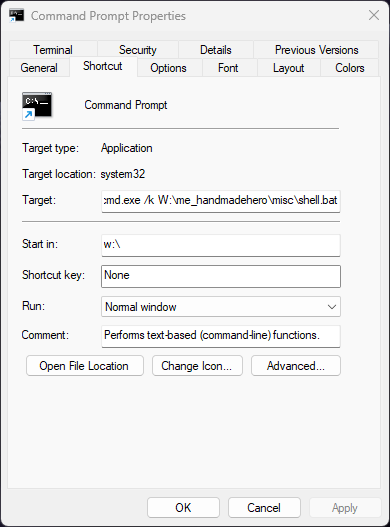 Command Prompt Properties
Terminal Security Details Previous Versions
General Shortcut Options Font Layout Colors
C:\
Command Prompt
Target type: Application
Target location: system32
Target: :md.exe /k W:\me_handmadehero\misc\shell.bat
Start in: w:\
Shortcut key: None
Run: Normal window
Comment: Performs text-based (command-line) functions.
Open File Location Change Icon... Advanced...
OK Cancel Apply